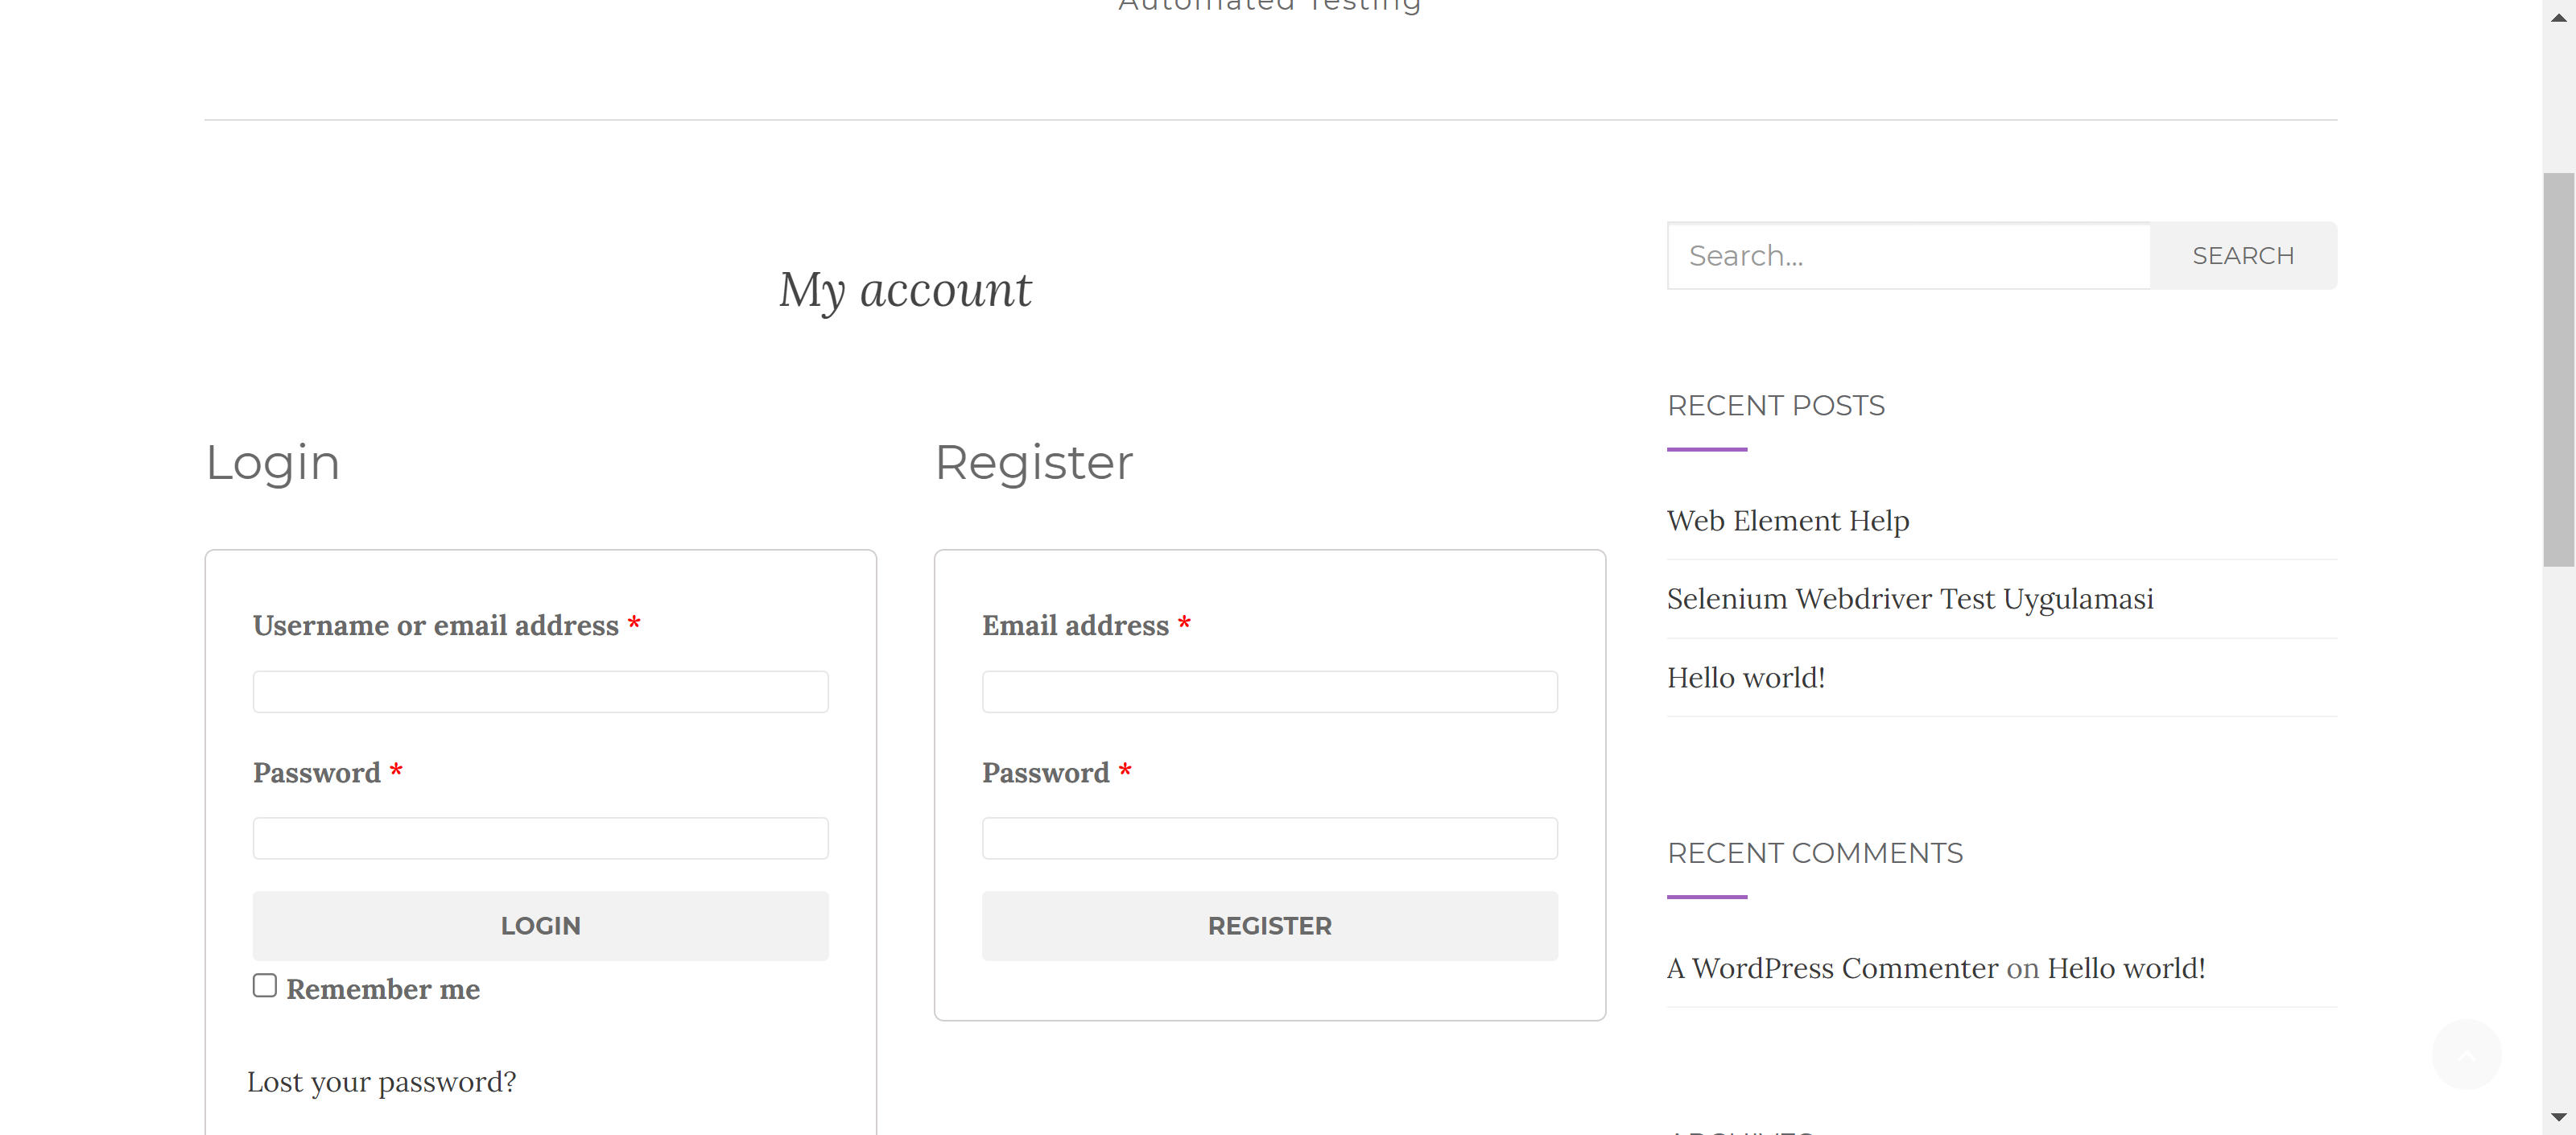 Automated Testing
My account
Login
Username or email address *
Password *
LOGIN
Remember me
Lost your password?
Register
Email address *
Password *
REGISTER
Search...
SEARCH
RECENT POSTS
Web Element Help
Selenium Webdriver Test Uygulamasi
Hello world!
RECENT COMMENTS
A WordPress Commenter on Hello world!
ARCHIVES